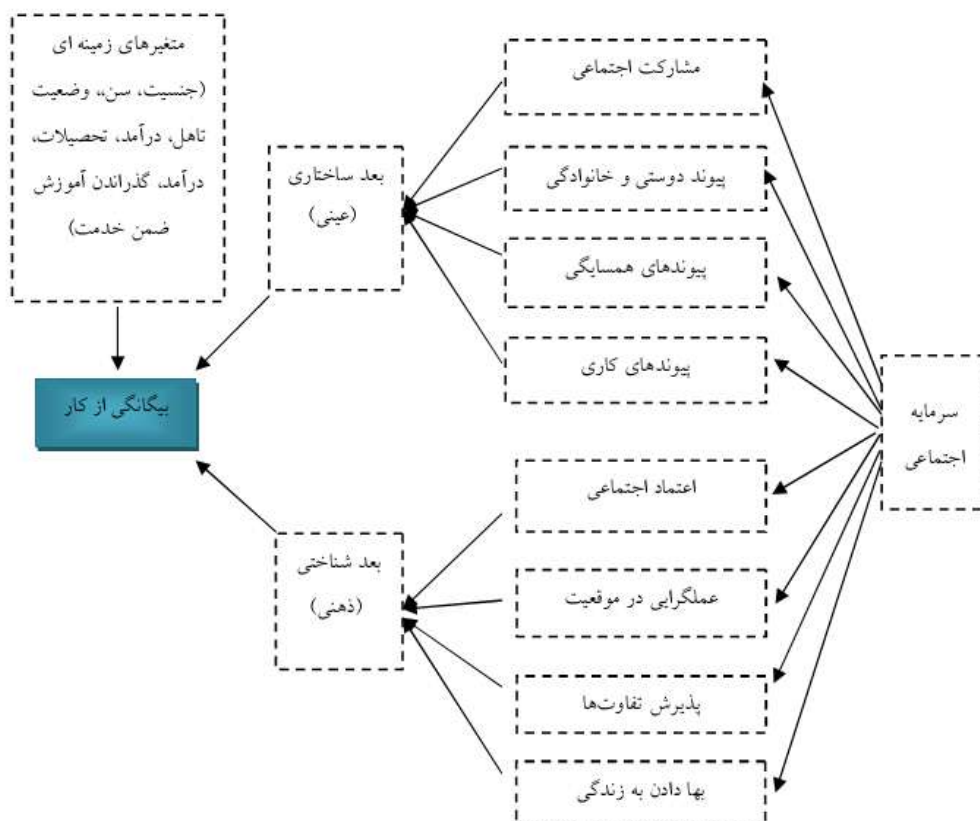 سرمایه
اجتماعی
مشارکت اجتماعی
پیوند دوستی و خانوادگی
پیوندهای همسایگی
پیوندهای کاری
اعتماد اجتماعی
عملگرایی در موقعیت
پذیرش تفاوت‌ها
بها دادن به زندگی
بعد ساختاری
(عینی)
بعد شناختی
(ذهنی)
متغیرهای زمینه ای
(جنسیت، سن،، وضعیت
تاهل، درآمد، تحصیلات،
درآمد، گذراندن آموزش
ضمن خدمت)
بیگانگی از کار